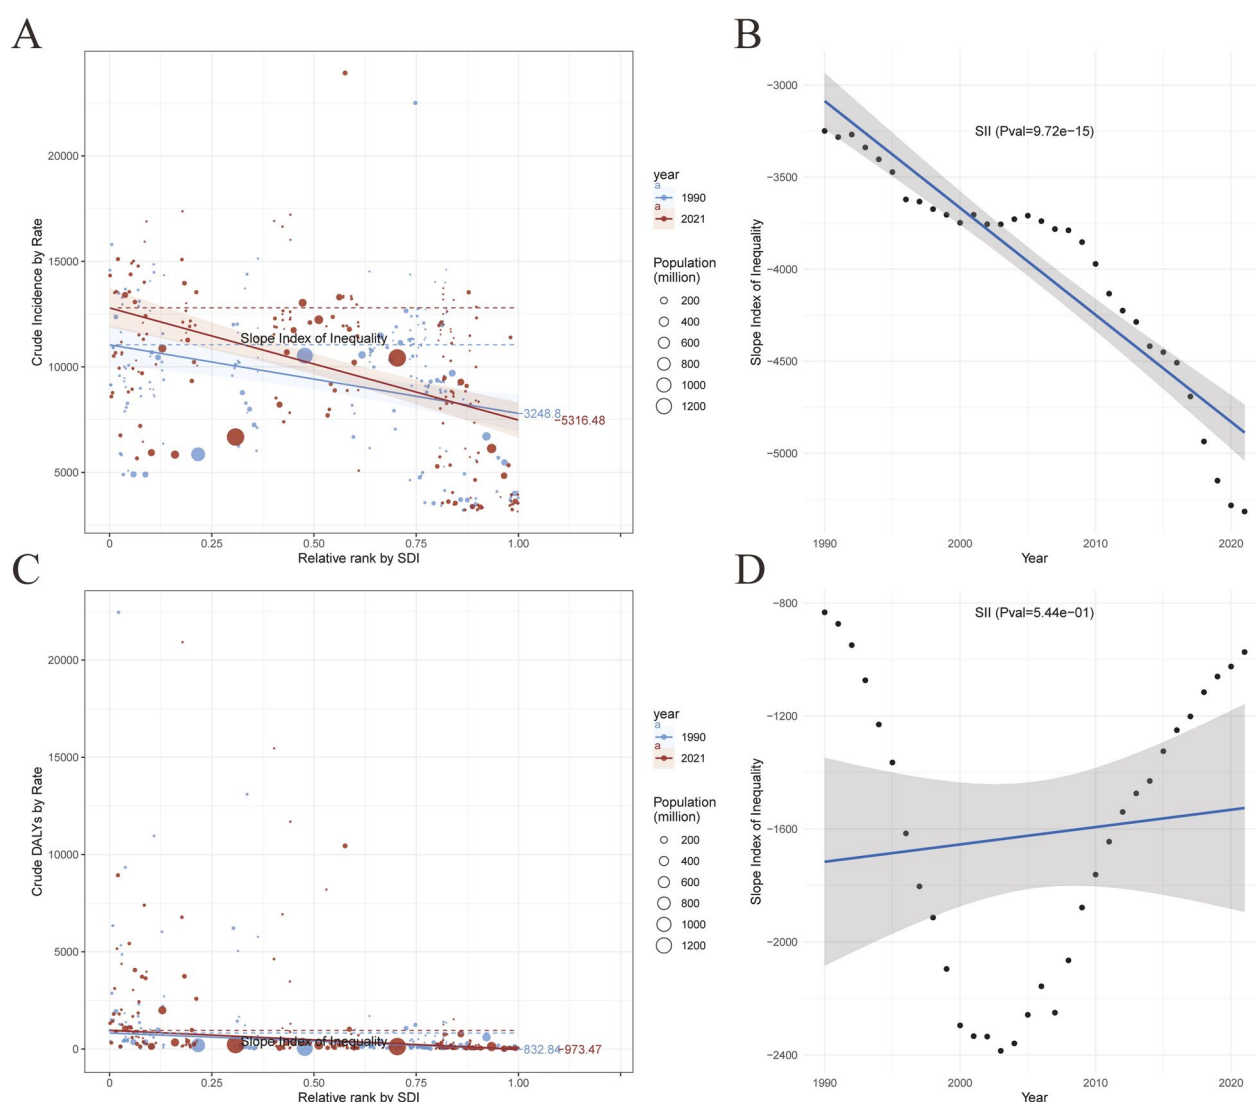 A
Crude Incidence by Rate
20000
15000
10000
5000
Slope Index of Inequality
−3248.8
−5316.48
0
0.25
0.50
0.75
1.00
Relative rank by SDI
year
a
1990
a
2021
Population
(million)
200
400
600
800
1000
1200
B
Slope Index of Inequality
−3000
−3500
−4000
−4500
−5000
SII (Pval=9.72e−15)
1990
2000
2010
2020
Year
C
Crude DALYs by Rate
20000
15000
10000
5000
0
Slope Index of Inequality
−832.84
−973.47
0
0.25
0.50
0.75
1.00
Relative rank by SDI
year
a
1990
a
2021
Population
(million)
200
400
600
800
1000
1200
D
Slope Index of Inequality
−800
−1200
−1600
−2000
−2400
SII (Pval=5.44e−01)
1990
2000
2010
2020
Year